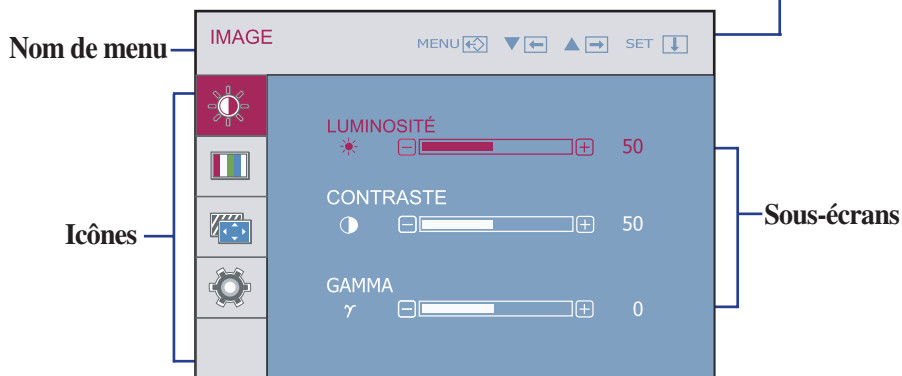 Nom de menu
IMAGE
MENU SET
LUMINOSITÉ
50
CONTRASTE
50
GAMMA
γ 0
Icônes
Sous-écrans